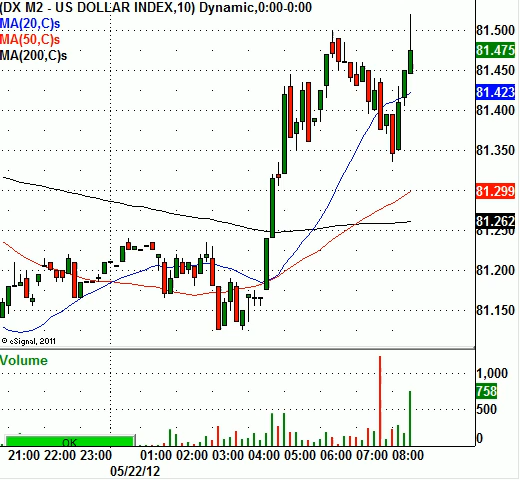 (DX M2 - US DOLLAR INDEX,10) Dynamic,0:00-0:00
MA(20,C)s
MA(50,C)s
MA(200,C)s
81.500
81.475
81.450
81.423
81.400
81.350
81.299
81.262
81.250
81.200
81.150
© eSignal, 2011
Volume
1,000
758
500
0
OK
21:00 22:00 23:00 01:00 02:00 03:00 04:00 05:00 06:00 07:00 08:00
05/22/12